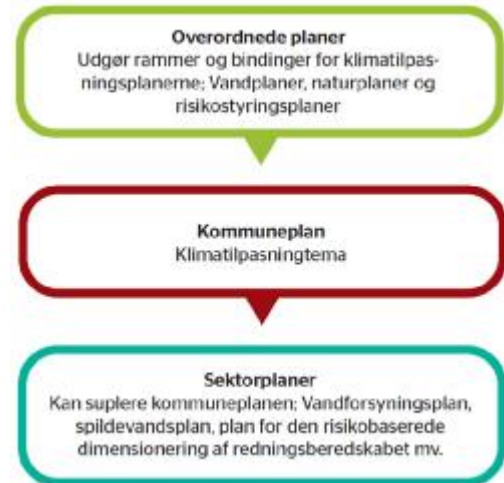 Overordnede planer
Udgør rammer og bindinger for klimatilpas-
ningsplanerne; Vandplaner, naturplaner og
risikostyringsplaner
Kommuneplan
Klimatilpasningtema
Sektorplaner
Kan suplere kommuneplanen; Vandforsyningsplan,
spildevandsplan, plan for den risikobaserede
dimensionering af redningsberedskabet mv.